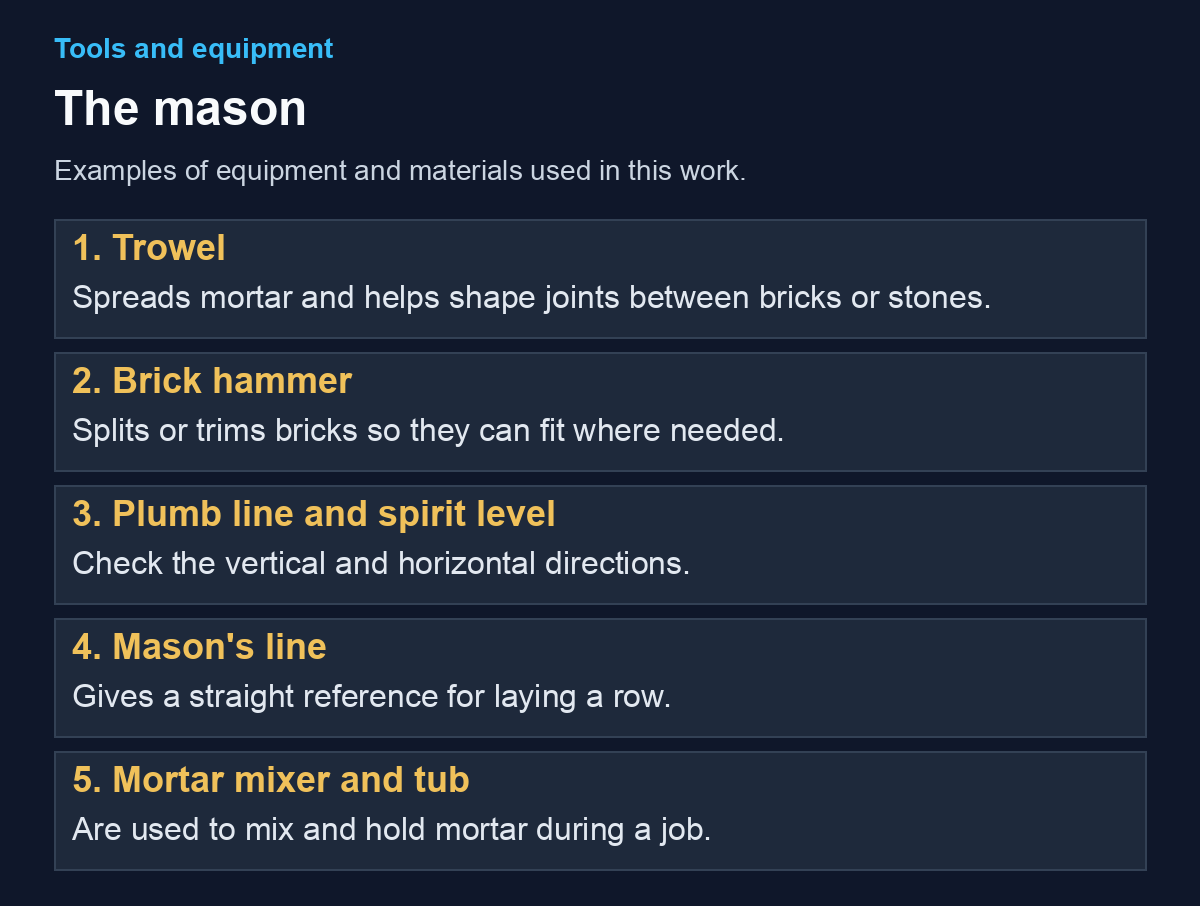 Tools and equipment
The mason
Examples of equipment and materials used in this work.
1. Trowel
Spreads mortar and helps shape joints between bricks or stones.
2. Brick hammer
Splits or trims bricks so they can fit where needed.
3. Plumb line and spirit level
Check the vertical and horizontal directions.
4. Mason's line
Gives a straight reference for laying a row.
5. Mortar mixer and tub
Are used to mix and hold mortar during a job.